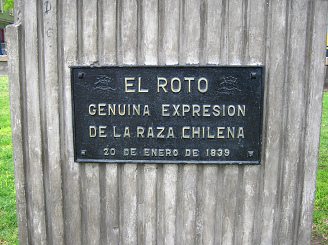 EL ROTO
GENUINA EXPRESION
DE LA RAZA CHILENA
20 DE ENERO DE 1839